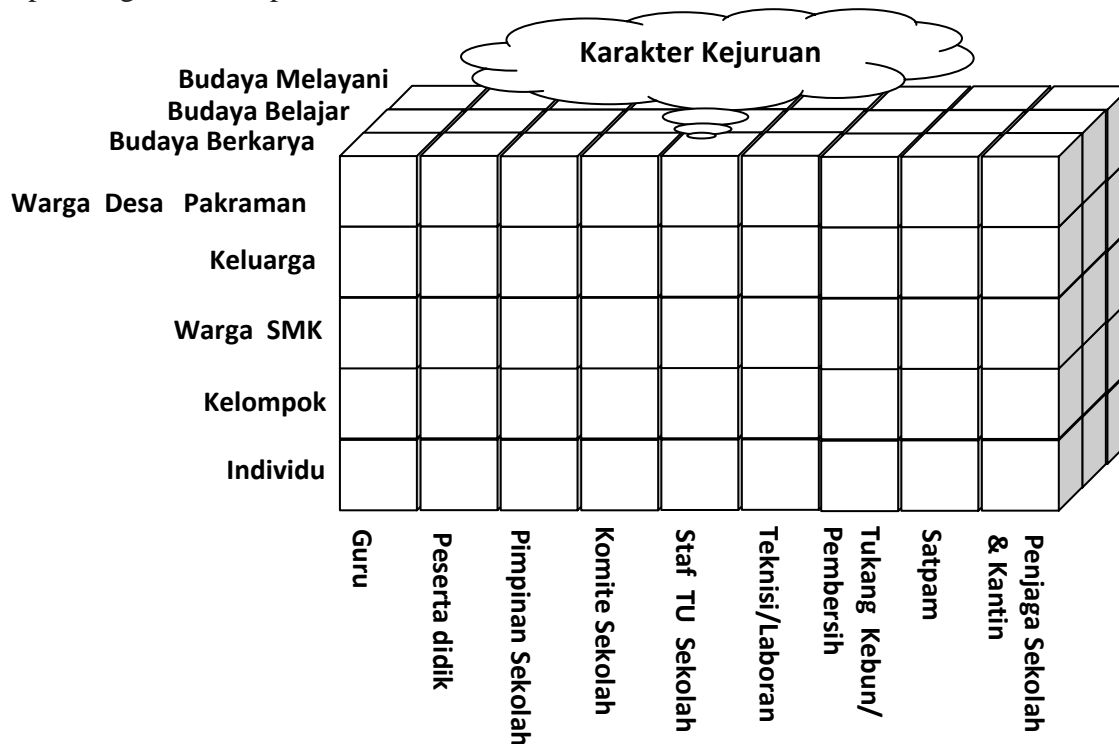 Karakter Kejuruan
Budaya Melayani
Budaya Belajar
Budaya Berkarya
Warga Desa Pakraman
Keluarga
Warga SMK
Kelompok
Individu
Guru
Peserta didik
Pimpinan Sekolah
Komite Sekolah
Staf TU Sekolah
Teknisi/Laboran
Tukang Kebun/
Pembersih
Satpam
Penjaga Sekolah
& Kantin